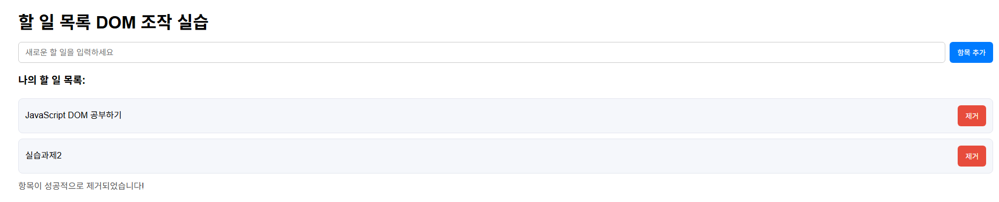 할 일 목록 DOM 조작 실습
새로운 할 일을 입력하세요 항목 추가
나의 할 일 목록:
JavaScript DOM 공부하기 제거
실습과제2 제거
항목이 성공적으로 제거되었습니다!